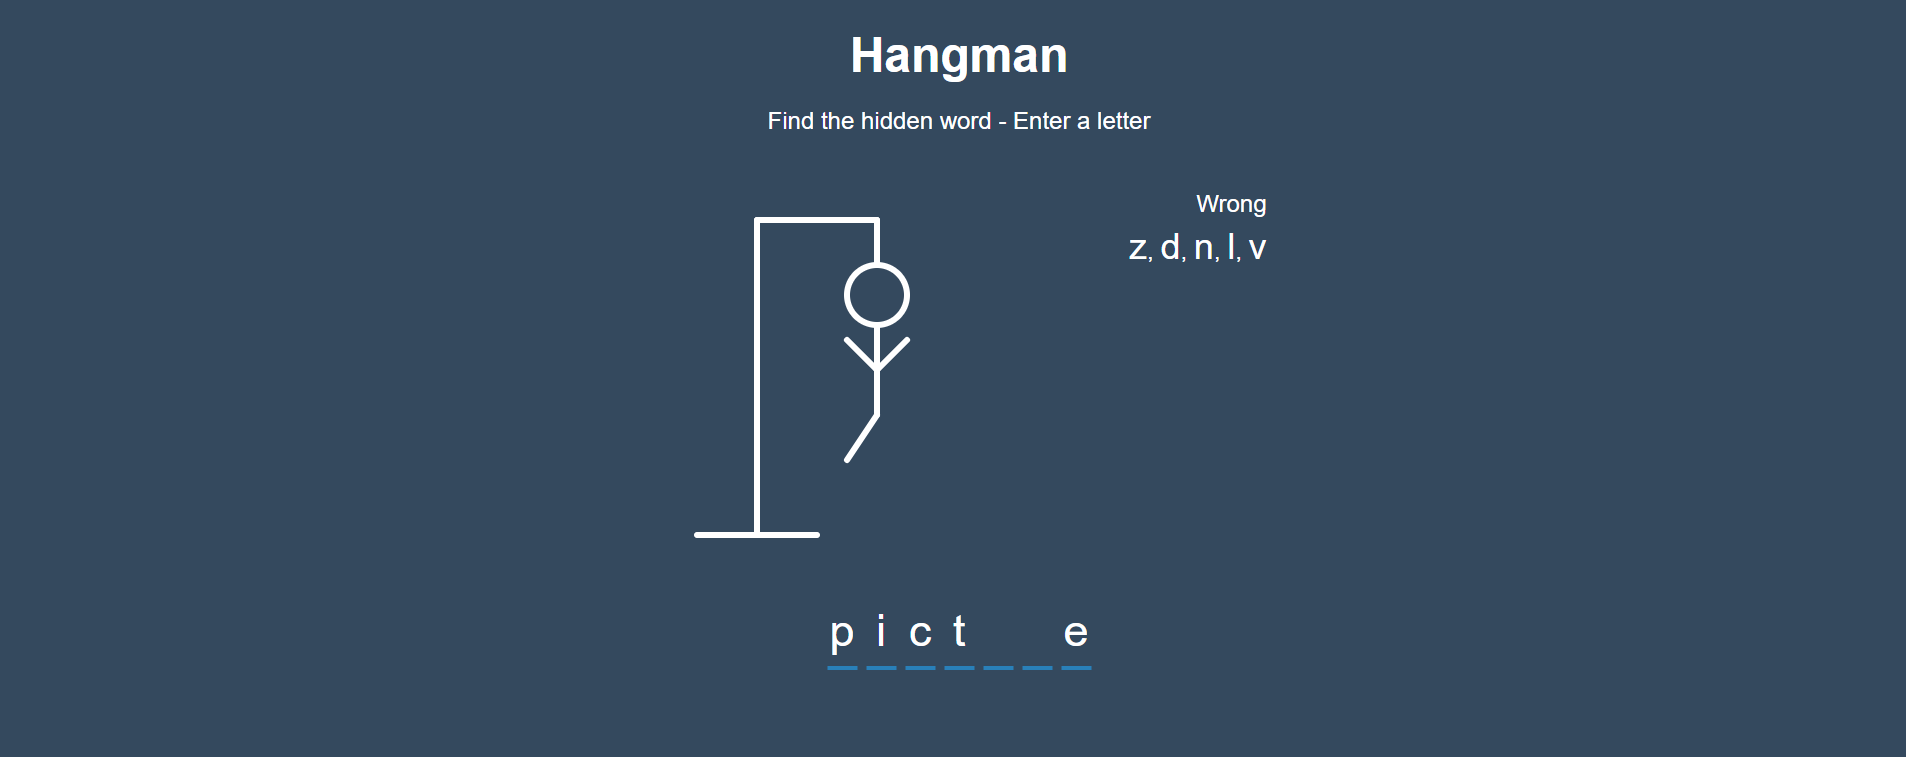 Hangman
Find the hidden word - Enter a letter
Wrong
z, d, n, l, v
p i c t _ _ e